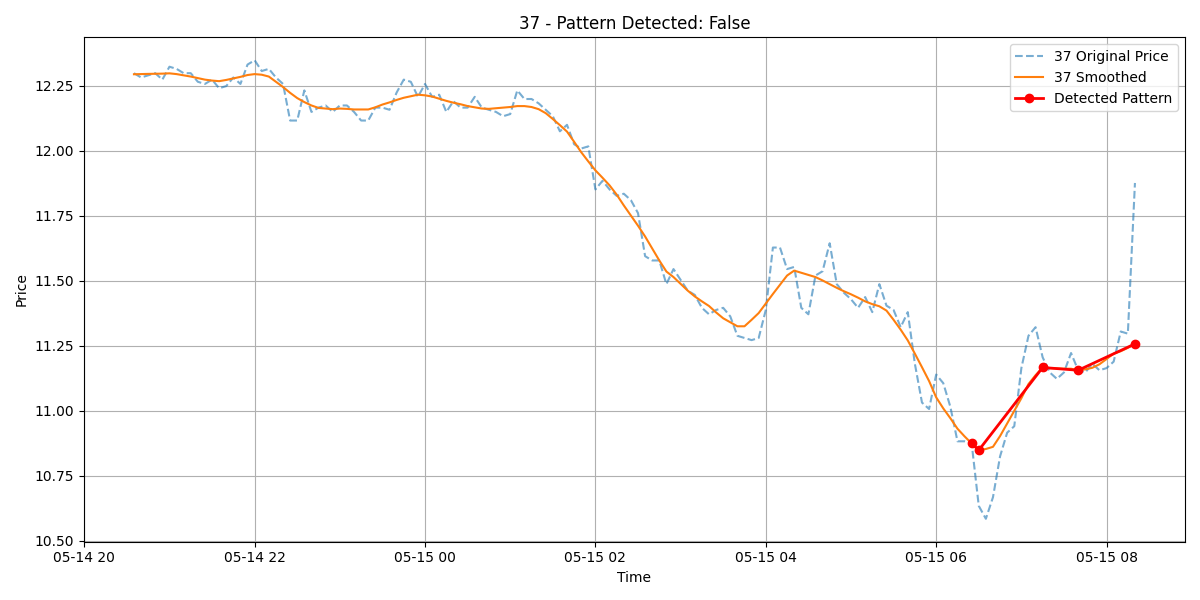 37 - Pattern Detected: False
37 Original Price
37 Smoothed
Detected Pattern
Price
12.25
12.00
11.75
11.50
11.25
11.00
10.75
10.50
05-14 20 05-14 22 05-15 00 05-15 02 05-15 04 05-15 06 05-15 08
Time